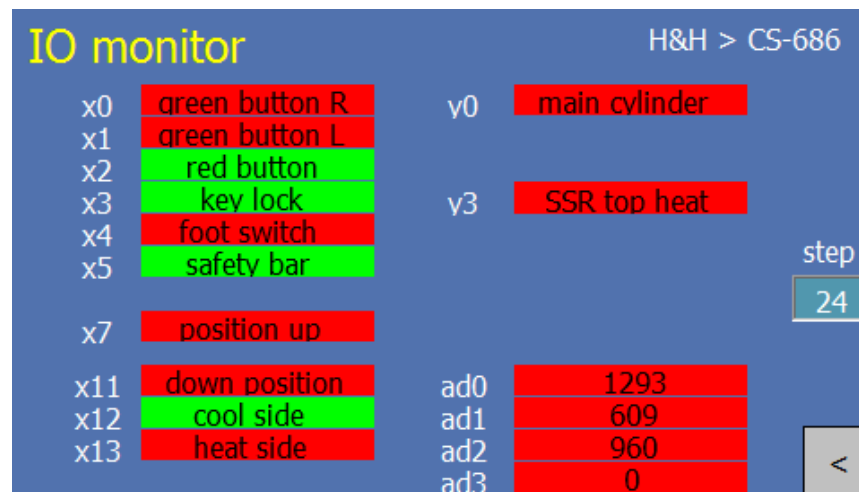 IO monitor H&H > CS-686
x0 green button R y0 main cylinder
x1 green button L
x2 red button
x3 key lock y3 SSR top heat
x4 foot switch
x5 safety bar step
24
x7 position up
x11 down position ad0 1293
x12 cool side ad1 609
x13 heat side ad2 960
<
ad3 0